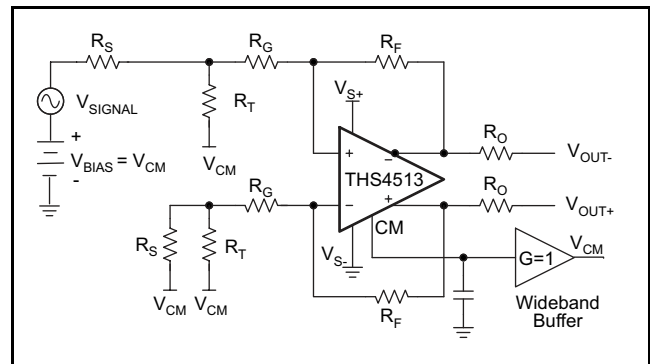 R_S
R_G
R_F
V_S+
V_SIGNAL
R_T
+
V_BIAS = V_CM
-
V_CM
+
-
THS4513
-
+
R_O
V_OUT-
R_G
R_O
V_OUT+
CM
R_S
R_T
V_S-
V_CM
G=1
V_CM
V_CM
R_F
Wideband
Buffer